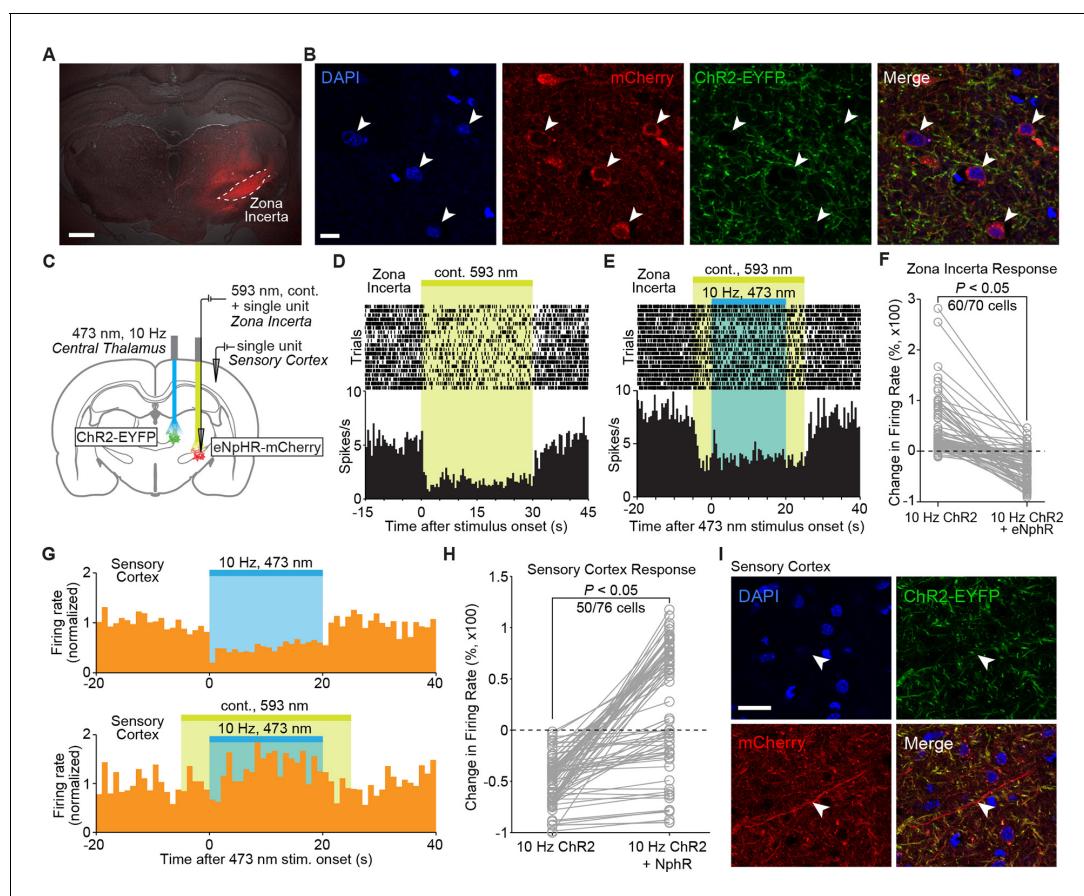 A
Zona
Incerta
B
DAPI
mCherry
ChR2-EYFP
Merge
C
593 nm, cont.
+ single unit
Zona Incerta
473 nm, 10 Hz
Central Thalamus
single unit
Sensory Cortex
ChR2-EYFP
eNpHR-mCherry
D
Zona
Incerta
cont. 593 nm
Trials
10
5
0
Spikes/s
-15
0
15
30
45
Time after stimulus onset (s)
E
Zona
Incerta
cont., 593 nm
10 Hz, 473 nm
Trials
10
5
0
Spikes/s
-20
0
20
40
Time after 473 nm stimulus onset (s)
F
Zona Incerta Response
P < 0.05
60/70 cells
Change in Firing Rate (%, x100)
3
2
1
0
-1
10 Hz ChR2
10 Hz ChR2
+ eNphR
G
Sensory
Cortex
10 Hz, 473 nm
Firing rate
(normalized)
2
1
0
-20
0
20
40
Sensory
Cortex
cont., 593 nm
10 Hz, 473 nm
Firing rate
(normalized)
2
1
0
-20
0
20
40
Time after 473 nm stim. onset (s)
H
Sensory Cortex Response
P < 0.05
50/76 cells
Change in Firing Rate (%, x100)
1.5
1
0.5
0
-0.5
-1
10 Hz ChR2
10 Hz ChR2
+ NphR
I
Sensory Cortex
DAPI
ChR2-EYFP
mCherry
Merge